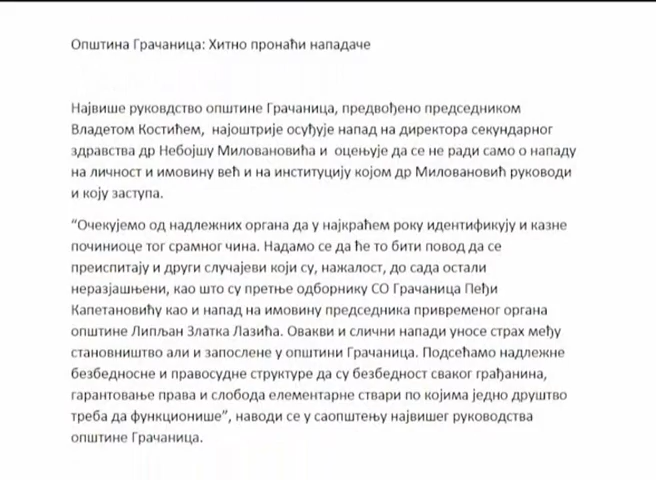 Општина Грачаница: Хитно пронаћи нападаче
Највише руковдство општине Грачаница, предвођено председником
Владетом Костићем, најоштрије осуђује напад на директора секундарног
здравства др Небојшу Миловановића и оцењује да се не ради само о нападу
на личност и имовину већ и на институцију којом др Миловановић руководи
и коју заступа.
“Очекујемо од надлежних органа да у најкраћем року идентификују и казне
починиоце тог срамног чина. Надамо се да ће то бити повод да се
преиспитају и други случајеви који су, нажалост, до сада остали
неразјашњени, као што су претње одборнику СО Грачаница Пеђи
Капетановићу као и напад на имовину председника привременог органа
општине Липљан Златка Лазића. Овакви и слични напади уносе страх међу
становништво али и запослене у општини Грачаница. Подсећамо надлежне
безбедносне и правосудне структуре да су безбедност сваког грађанина,
гарантовање права и слобода елементарне ствари по којима једно друштво
треба да функционише”, наводи се у саопштењу највишег руководства
општине Грачаница.